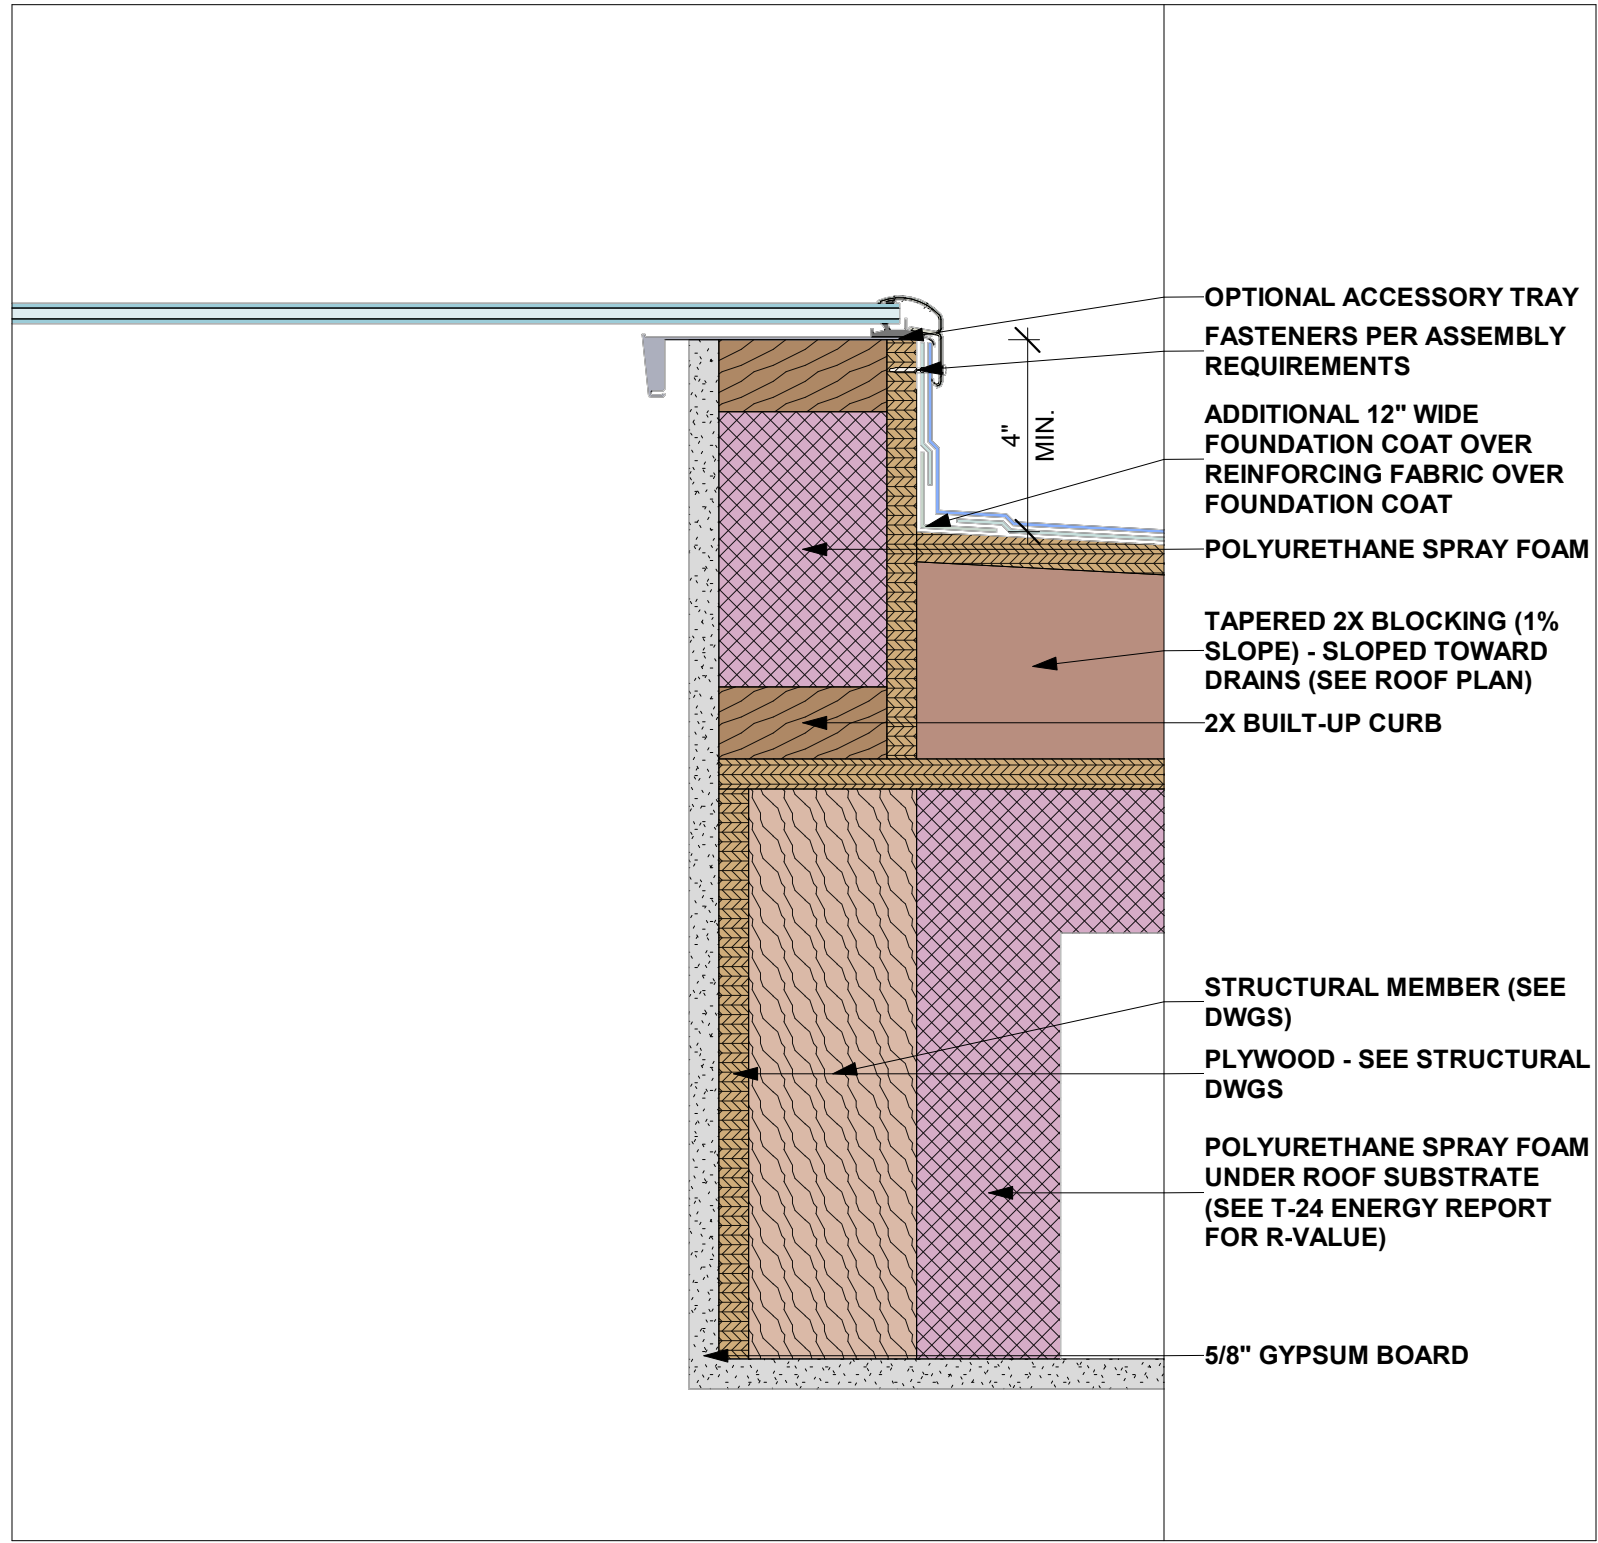 OPTIONAL ACCESSORY TRAY
FASTENERS PER ASSEMBLY
REQUIREMENTS
ADDITIONAL 12" WIDE
FOUNDATION COAT OVER
REINFORCING FABRIC OVER
FOUNDATION COAT
4"
MIN.
POLYURETHANE SPRAY FOAM
TAPERED 2X BLOCKING (1%
SLOPE) - SLOPED TOWARD
DRAINS (SEE ROOF PLAN)
2X BUILT-UP CURB
STRUCTURAL MEMBER (SEE
DWGS)
PLYWOOD - SEE STRUCTURAL
DWGS
POLYURETHANE SPRAY FOAM
UNDER ROOF SUBSTRATE
(SEE T-24 ENERGY REPORT
FOR R-VALUE)
5/8" GYPSUM BOARD